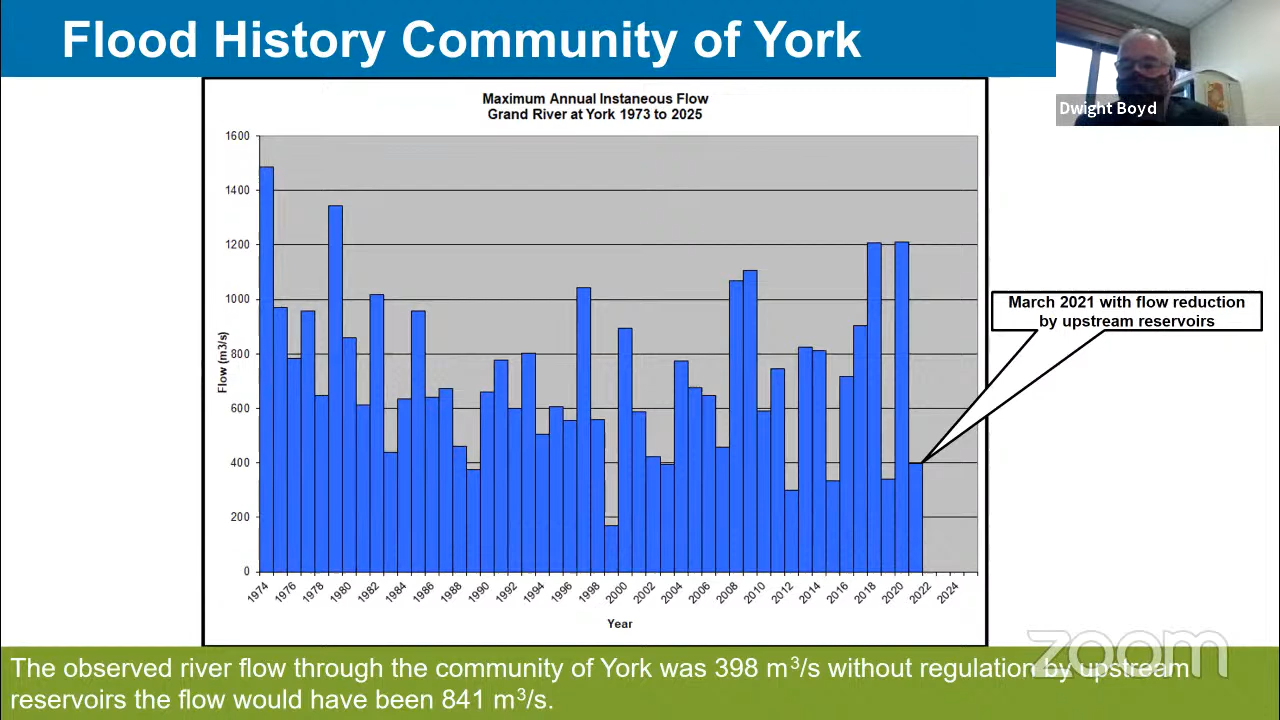 Flood History Community of York
Dwight Boyd
Maximum Annual Instaneous Flow
Grand River at York 1973 to 2025
1600
1400
1200
1000
800
600
400
200
0
Flow (m3/s)
1974 1976 1978 1980 1982 1984 1986 1988 1990 1992 1994 1996 1998 2000 2002 2004 2006 2008 2010 2012 2014 2016 2018 2020 2022 2024
Year
March 2021 with flow reduction
by upstream reservoirs
The observed river flow through the community of York was 398 m³/s without regulation by upstream
reservoirs the flow would have been 841 m³/s.
zoom